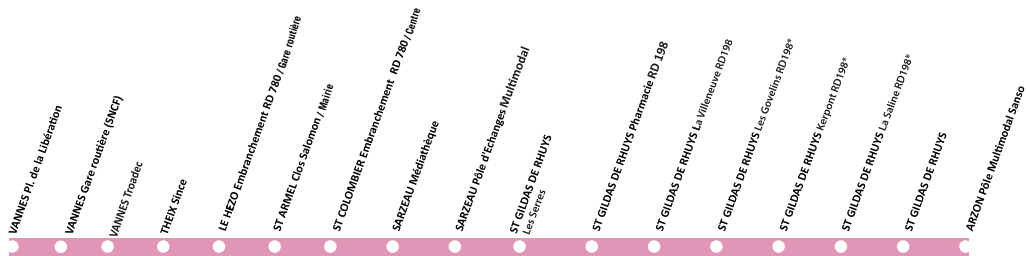 VANNES Pl. de la Libération
VANNES Gare routière (SNCF)
VANNES Troadec
THEIX Since
LE HEZO Embranchement RD 780 / Gare routière
ST ARMEL Clos Salomon / Mairie
ST COLOMBIER Embranchement RD 780 / Centre
SARZEAU Médiathèque
SARZEAU Pôle d'Echanges Multimodal
ST GILDAS DE RHUYS
Les Serres
ST GILDAS DE RHUYS Pharmacie RD 198
ST GILDAS DE RHUYS La Villeneuve RD198
ST GILDAS DE RHUYS Les Govelins RD198*
ST GILDAS DE RHUYS Kerpont RD198*
ST GILDAS DE RHUYS La Saline RD198*
ST GILDAS DE RHUYS
ARZON Pôle Multimodal Sanso